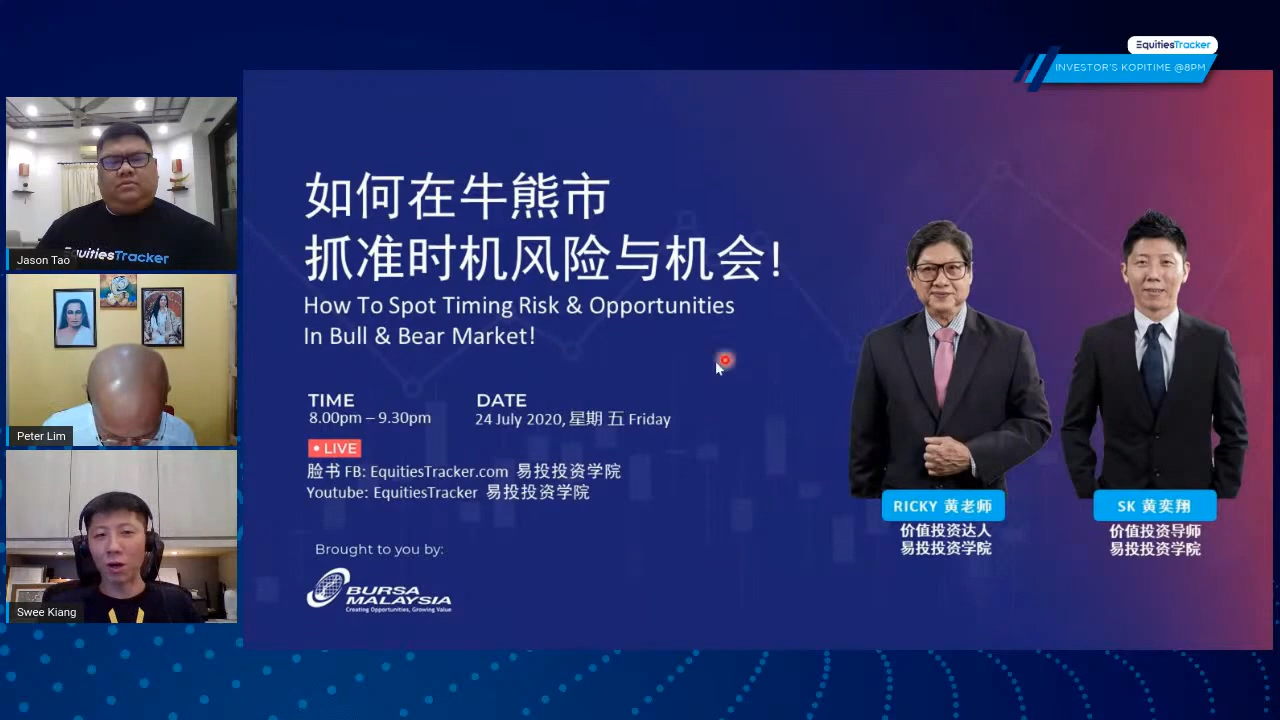 EquitiesTracker
INVESTOR'S KOPITIME @8PM
Jason Tao
EquitiesTracker
Peter Lim
Swee Kiang
如何在牛熊市
抓准时机风险与机会!
How To Spot Timing Risk & Opportunities
In Bull & Bear Market!
TIME
8.00pm – 9.30pm
DATE
24 July 2020, 星期 五 Friday
• LIVE
脸书 FB: EquitiesTracker.com 易投投资学院
Youtube: EquitiesTracker 易投投资学院
Brought to you by:
BURSA
MALAYSIA
Creating Opportunities, Growing Value
RICKY 黄老师
价值投资达人
易投投资学院
SK 黄奕翔
价值投资导师
易投投资学院